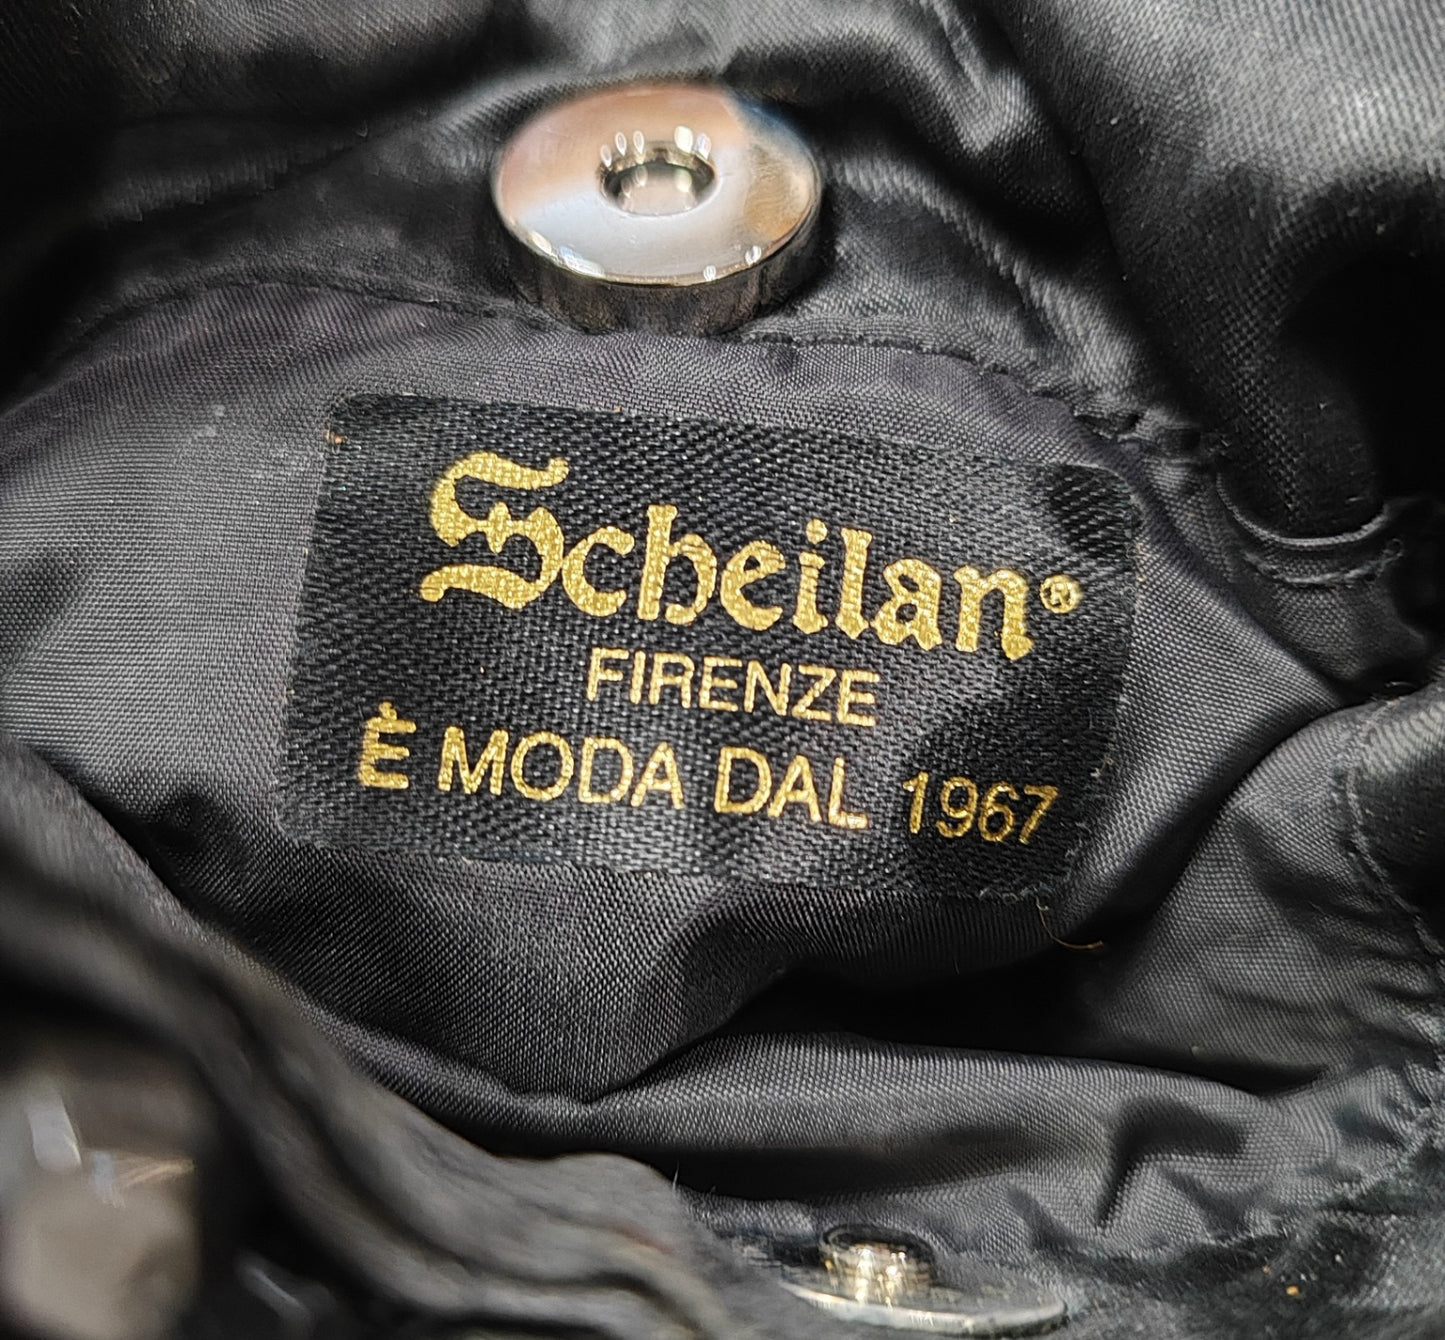 Scheilan®
FIRENZE
È MODA DAL 1967